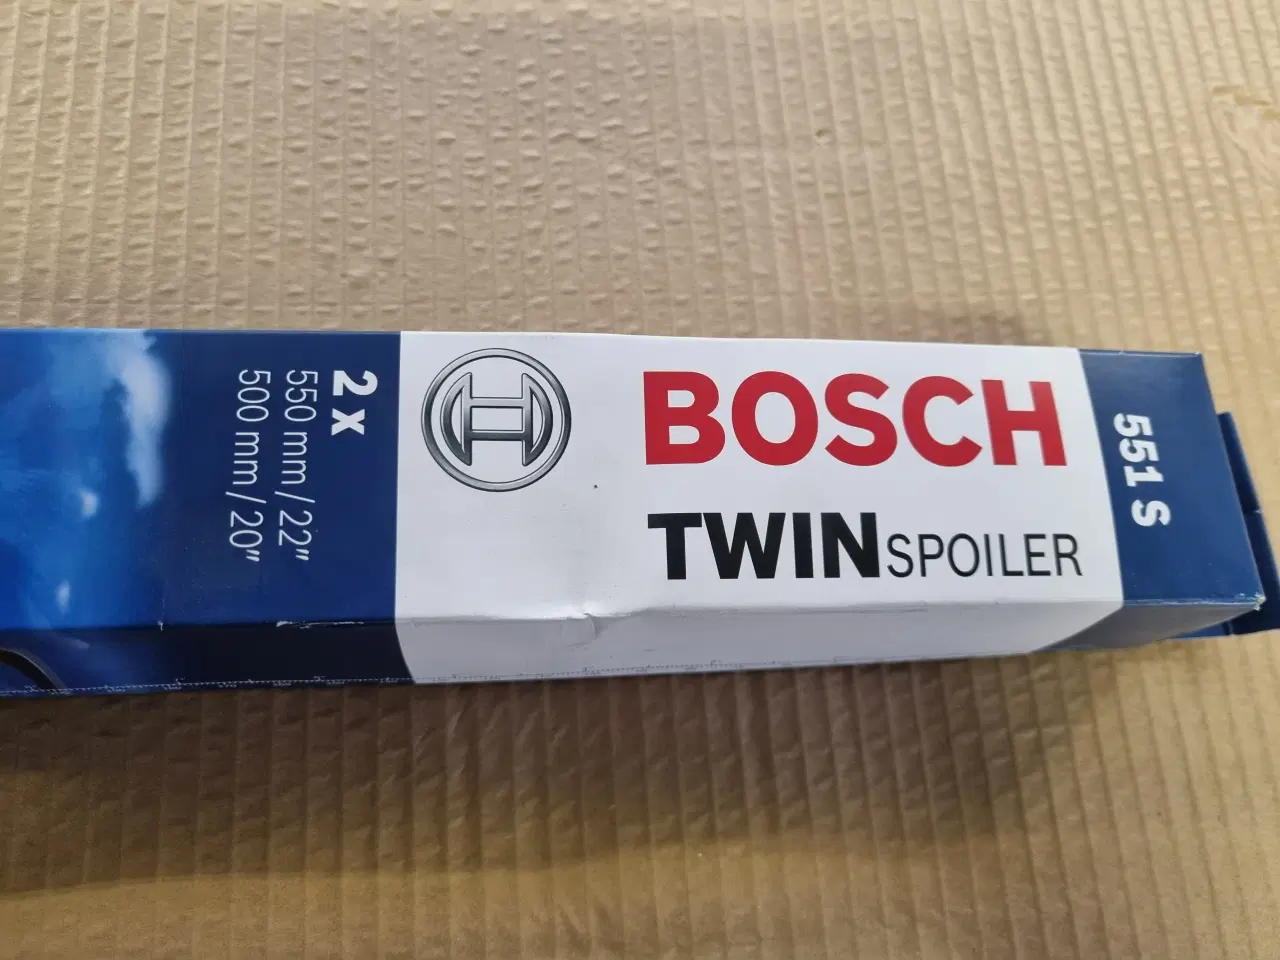 2 x
550 mm / 22"
500 mm / 20"
BOSCH
TWINSPOILER
551 S